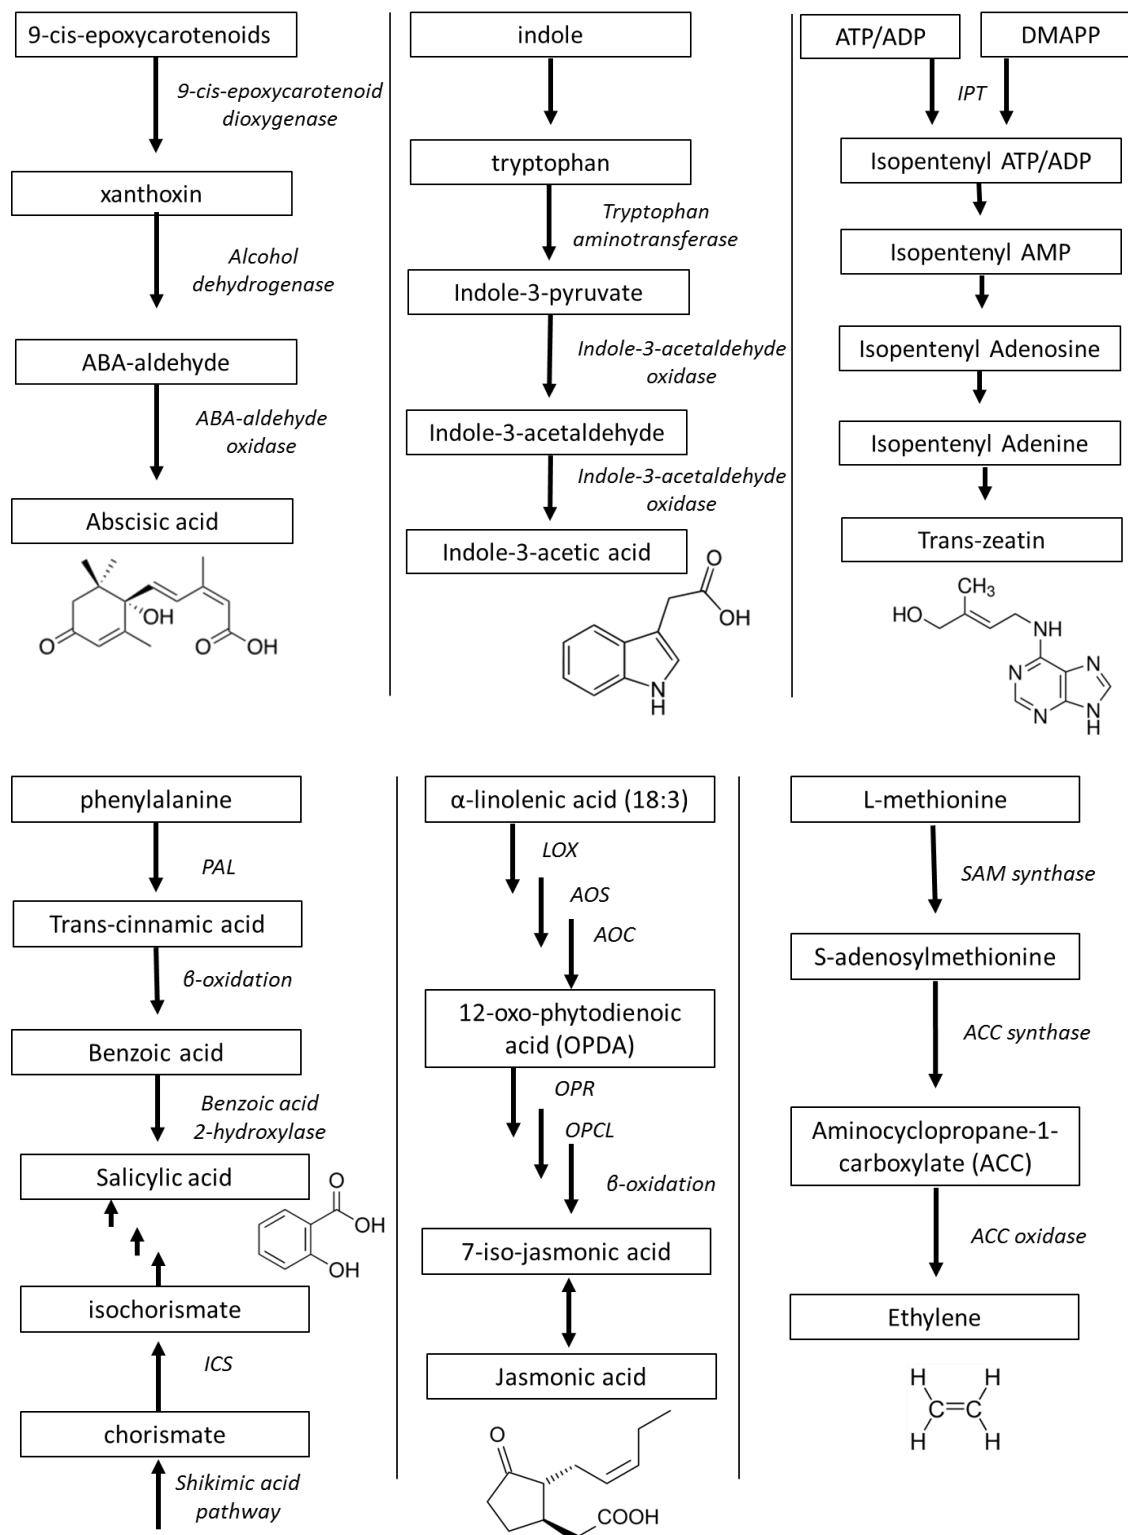 9-cis-epoxycarotenoids
9-cis-epoxycarotenoid
dioxygenase
xanthoxin
Alcohol
dehydrogenase
ABA-aldehyde
ABA-aldehyde
oxidase
Abscisic acid
OH
O
O
OH
indole
tryptophan
Tryptophan
aminotransferase
Indole-3-pyruvate
Indole-3-acetaldehyde
oxidase
Indole-3-acetaldehyde
Indole-3-acetaldehyde
oxidase
Indole-3-acetic acid
O
OH
N
H
ATP/ADP
DMAPP
IPT
Isopentenyl ATP/ADP
Isopentenyl AMP
Isopentenyl Adenosine
Isopentenyl Adenine
Trans-zeatin
CH3
HO
NH
N
N
N
N
H
phenylalanine
PAL
Trans-cinnamic acid
β-oxidation
Benzoic acid
Benzoic acid
2-hydroxylase
Salicylic acid
O
OH
OH
isochorismate
ICS
chorismate
Shikimic acid
pathway
α-linolenic acid (18:3)
LOX
AOS
AOC
12-oxo-phytodienoic
acid (OPDA)
OPR
OPCL
β-oxidation
7-iso-jasmonic acid
Jasmonic acid
O
COOH
L-methionine
SAM synthase
S-adenosylmethionine
ACC synthase
Aminocyclopropane-1-
carboxylate (ACC)
ACC oxidase
Ethylene
H H
C=C
H H